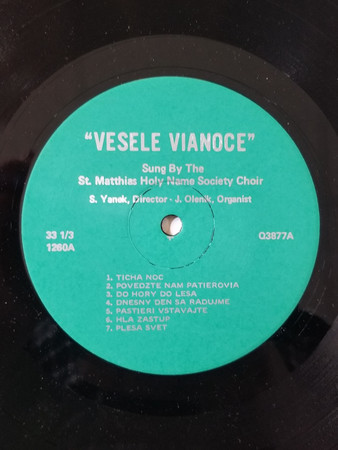 "VESELE VIANOCE"
Sung By The
St. Matthias Holy Name Society Choir
S. Yanek, Director - J. Olenik, Organist
33 1/3
1260A
Q3877A
1. TICHA NOC
2. POVEDZTE NAM PATIEROVIA
3. DO HORY DO LESA
4. DNESNY DEN SA RADUJME
5. PASTIERI VSTAVAJTE
6. HLA ZASTUP
7. PLESA SVET